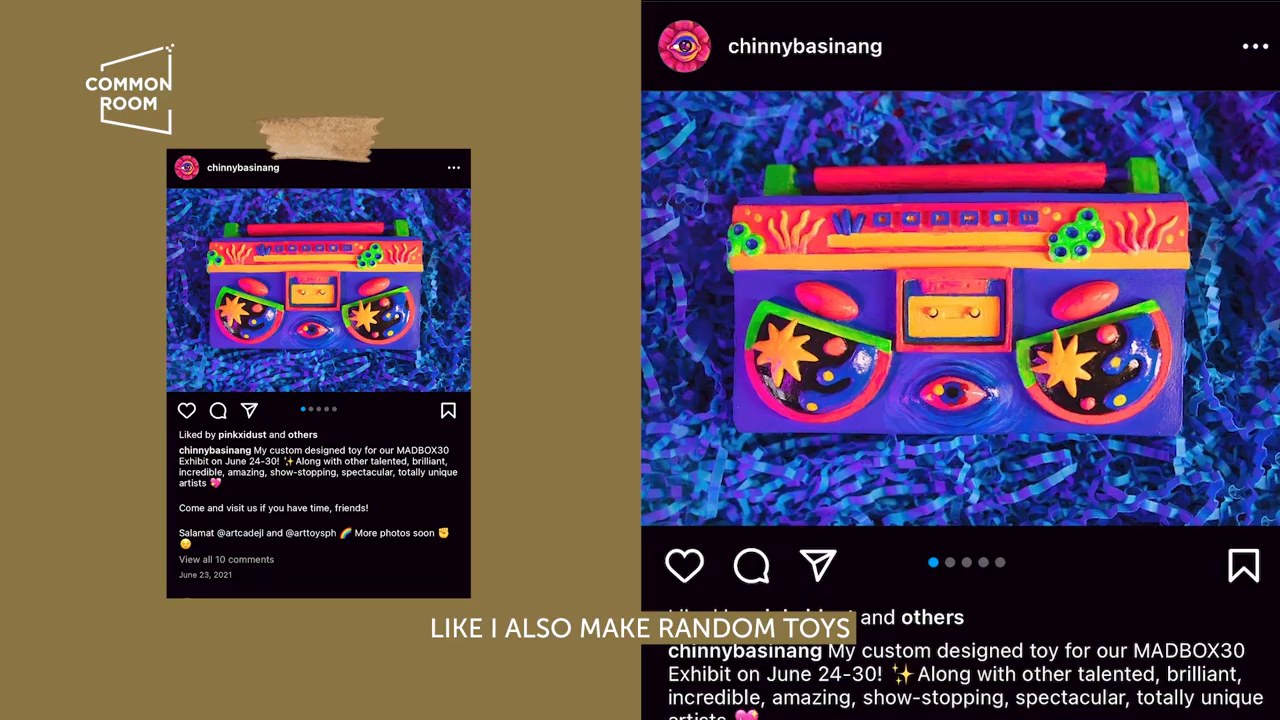 COMMON
ROOM
chinnybasinang
Liked by pinkxidust and others
chinnybasinang My custom designed toy for our MADBOX30
Exhibit on June 24-30! ✨Along with other talented, brilliant,
incredible, amazing, show-stopping, spectacular, totally unique
artists 💖
Come and visit us if you have time, friends!
Salamat @artcadejl and @arttoysph 🌈 More photos soon ✊
😊
View all 10 comments
June 23, 2021
chinnybasinang
and others
chinnybasinang My custom designed toy for our MADBOX30
Exhibit on June 24-30! ✨Along with other talented, brilliant,
incredible, amazing, show-stopping, spectacular, totally unique
artists 💖
LIKE I ALSO MAKE RANDOM TOYS